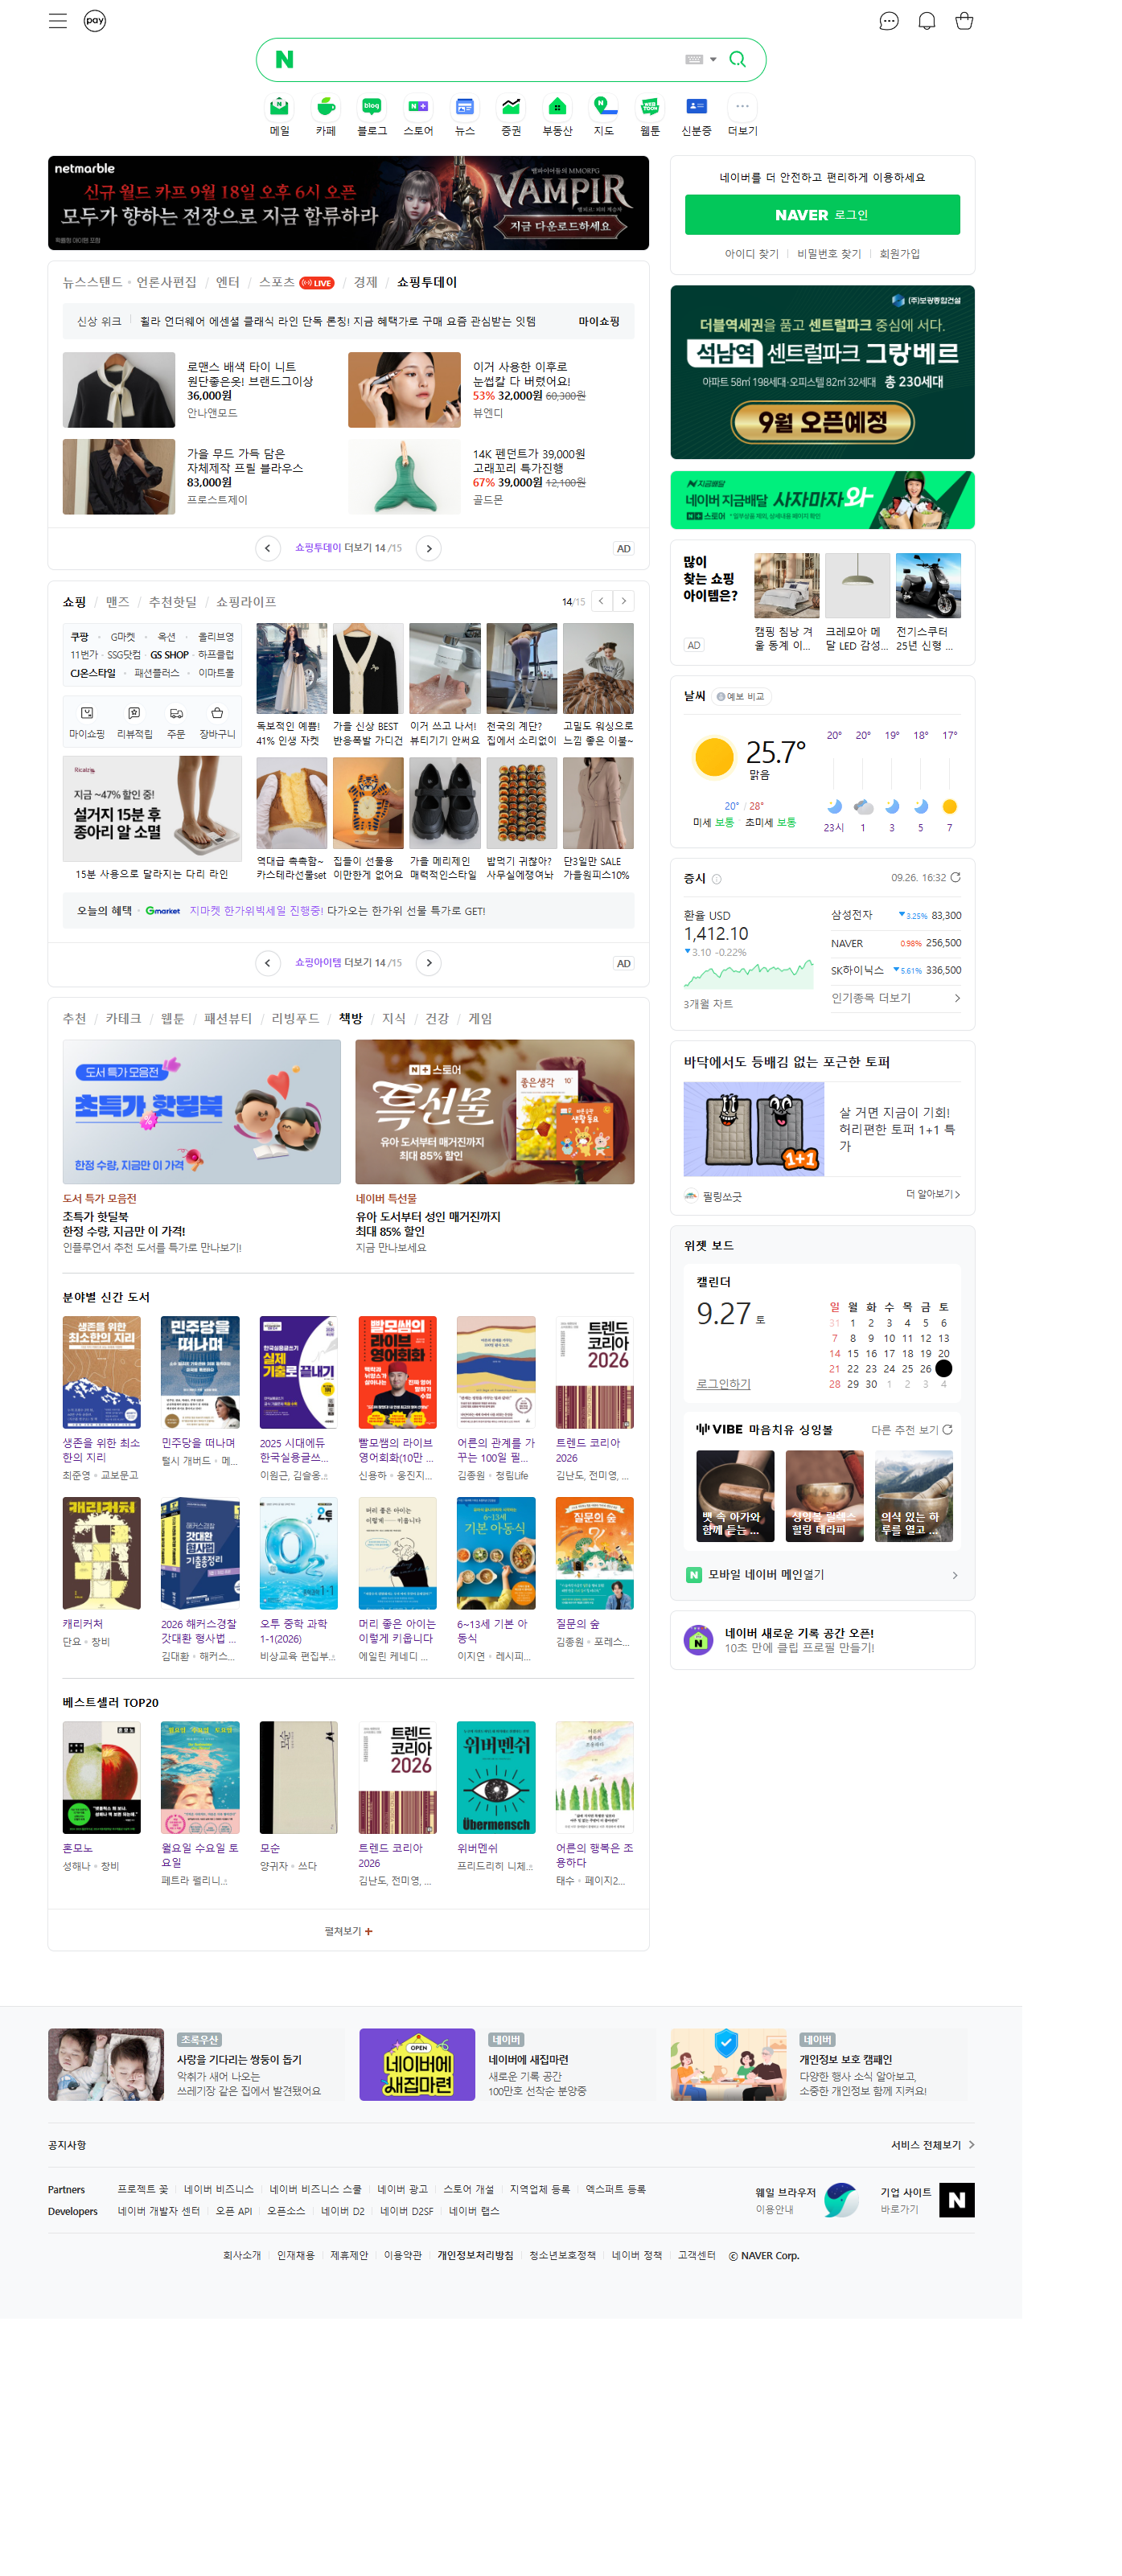 pay
N
메일
카페
블로그
스토어
뉴스
증권
부동산
지도
웹툰
신분증
더보기
netmarble
신규 월드 카프 9월 18일 오후 6시 오픈
모두가 향하는 전장으로 지금 합류하라
뱀파이어들의 MMORPG
VAMPIR
지금 다운로드하세요
네이버를 더 안전하고 편리하게 이용하세요
NAVER 로그인
아이디 찾기
비밀번호 찾기
회원가입
뉴스스탠드 • 언론사편집 / 엔터 / 스포츠 LIVE / 경제 / 쇼핑투데이
신상 위크
휠라 언더웨어 에센셜 클래식 라인 단독 론칭! 지금 혜택가로 구매 요즘 관심받는 잇템
마이쇼핑
로맨스 배색 타이 니트
원단좋은옷! 브랜드그이상
36,000원
안나앤모드
이거 사용한 이후로
눈썹칼 다 버렸어요!
53% 32,000원 60,300원
뷰엔디
가을 무드 가득 담은
자체제작 프릴 블라우스
83,000원
프로스트제이
14K 펜던트가 39,000원
고래꼬리 특가진행
67% 39,000원 12,100원
골드몬
쇼핑투데이 더보기 14 /15
AD
(주)보광종합건설
더블역세권을 품고 센트럴파크 중심에 서다.
석남역 센트럴파크 그랑베르
아파트 58㎡ 198세대·오피스텔 82㎡ 32세대 총 230세대
9월 오픈예정
N 지금배달
네이버 지금배달 사자마자 와~
N+ 스토어
많이
찾는 쇼핑
아이템은?
AD
캠핑 침낭 겨
울 동계 이...
크레모아 메
달 LED 감성...
전기스쿠터
25년 신형 ...
쇼핑 / 맨즈 / 추천핫딜 / 쇼핑라이프
14/15
쿠팡 • G마켓 • 옥션 • 올리브영
11번가 • SSG닷컴 • GS SHOP • 하프클럽
CJ온스타일 • 패션플러스 • 이마트몰
마이쇼핑
리뷰적립
주문
장바구니
지금 ~47% 할인 중!
설거지 15분 후
종아리 알 소멸
15분 사용으로 달라지는 다리 라인
독보적인 예쁨!
41% 인생 자켓
가을 신상 BEST
반응폭발 가디건
이거 쓰고 나서!
뷰티기기 안써요
천국의 계단?
집에서 소리없이
고밀도 워싱으로
느낌 좋은 이불~
역대급 촉촉함~
카스테라선물set
집들이 선물용
이만한게 없어요
가을 메리제인
매력적인스타일
밥먹기 귀찮아?
사무실에쟁여놔
단3일만 SALE
가을원피스10%
오늘의 혜택 • Gmarket 지마켓 한가위빅세일 진행중! 다가오는 한가위 선물 특가로 GET!
쇼핑아이템 더보기 14 /15
AD
날씨
예보 비교
25.7°
맑음
20° / 28°
미세 보통 초미세 보통
20° 20° 19° 18° 17°
23시 1 3 5 7
증시
09.26. 16:32
환율 USD
1,412.10
▼3.10 -0.22%
3개월 차트
삼성전자 ▼3.25% 83,300
NAVER 0.98% 256,500
SK하이닉스 ▼5.61% 336,500
인기종목 더보기
바닥에서도 등배김 없는 포근한 토퍼
1+1
살 거면 지금이 기회!
허리편한 토퍼 1+1 특
가
필링쏘굿
더 알아보기
추천 / 카테크 / 웹툰 / 패션뷰티 / 리빙푸드 / 책방 / 지식 / 건강 / 게임
도서 특가 모음전
초특가 핫딜북
한정 수량, 지금만 이 가격
N+ 스토어
특선물
유아 도서부터 매거진까지
최대 85% 할인
좋은생각
도서 특가 모음전
초특가 핫딜북
한정 수량, 지금만 이 가격!
인플루언서 추천 도서를 특가로 만나보기!
네이버 특선물
유아 도서부터 성인 매거진까지
최대 85% 할인
지금 만나보세요
분야별 신간 도서
생존을 위한 최소
한의 지리
최준영 • 교보문고
민주당을 떠나며
털시 개버드 • 메...
2025 시대에듀
한국실용글쓰...
이원근, 김슬옹..
빨모쌤의 라이브
영어회화(10만 ...
신용하 • 웅진지...
어른의 관계를 가
꾸는 100일 필...
김종원 • 청림Life
트렌드 코리아
2026
김난도, 전미영, ...
캐리커처
단요 • 창비
2026 해커스경찰
갓대환 형사법 ...
김대환 • 해커스...
오투 중학 과학
1-1(2026)
비상교육 편집부..
머리 좋은 아이는
이렇게 키웁니다
에일린 케네디 ...
6~13세 기본 아
동식
이지연 • 레시피...
질문의 숲
김종원 • 포레스...
베스트셀러 TOP20
혼모노
성해나 • 창비
월요일 수요일 토
요일
페트라 펠리니..
모순
양귀자 • 쓰다
트렌드 코리아
2026
김난도, 전미영, ...
위버멘쉬
프리드리히 니체..
어른의 행복은 조
용하다
태수 • 페이지2...
펼쳐보기 +
위젯 보드
캘린더
9.27 토
로그인하기
일 월 화 수 목 금 토
31 1 2 3 4 5 6
7 8 9 10 11 12 13
14 15 16 17 18 19 20
21 22 23 24 25 26
28 29 30 1 2 3 4
VIBE 마음치유 싱잉볼
다른 추천 보기
뱃 속 아가와
함께 듣는 ...
싱잉볼 릴렉스
힐링 테라피
의식 있는 하
루를 열고 ...
모바일 네이버 메인열기
네이버 새로운 기록 공간 오픈!
10초 만에 클립 프로필 만들기!
초록우산
사랑을 기다리는 쌍둥이 돕기
악취가 새어 나오는
쓰레기장 같은 집에서 발견됐어요
OPEN
네이버에
새집마련
네이버
네이버에 새집마련
새로운 기록 공간
100만호 선착순 분양중
네이버
개인정보 보호 캠페인
다양한 행사 소식 알아보고,
소중한 개인정보 함께 지켜요!
공지사항
서비스 전체보기
Partners 프로젝트 꽃 네이버 비즈니스 네이버 비즈니스 스쿨 네이버 광고 스토어 개설 지역업체 등록 엑스퍼트 등록
Developers 네이버 개발자 센터 오픈 API 오픈소스 네이버 D2 네이버 D2SF 네이버 랩스
웨일 브라우저
이용안내
기업 사이트
바로가기
회사소개 인재채용 제휴제안 이용약관 개인정보처리방침 청소년보호정책 네이버 정책 고객센터 © NAVER Corp.